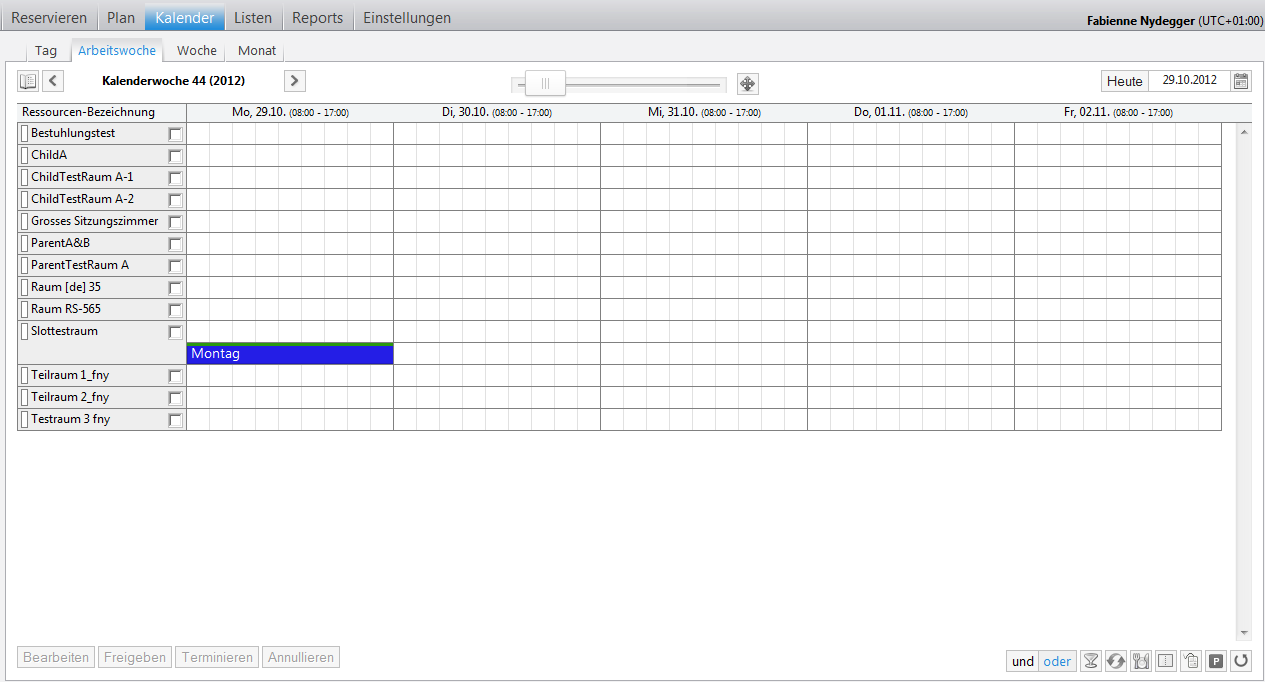 Reservieren Plan Kalender Listen Reports Einstellungen Fabienne Nydegger (UTC+01:00)
Tag Arbeitswoche Woche Monat
Kalenderwoche 44 (2012) Heute 29.10.2012
Ressourcen-Bezeichnung Mo, 29.10. (08:00 - 17:00) Di, 30.10. (08:00 - 17:00) Mi, 31.10. (08:00 - 17:00) Do, 01.11. (08:00 - 17:00) Fr, 02.11. (08:00 - 17:00)
Bestuhlungstest
ChildA
ChildTestRaum A-1
ChildTestRaum A-2
Grosses Sitzungszimmer
ParentA&B
ParentTestRaum A
Raum [de] 35
Raum RS-565
Slottestraum
Montag
Teilraum 1_fny
Teilraum 2_fny
Testraum 3 fny
Bearbeiten Freigeben Terminieren Annullieren und oder P